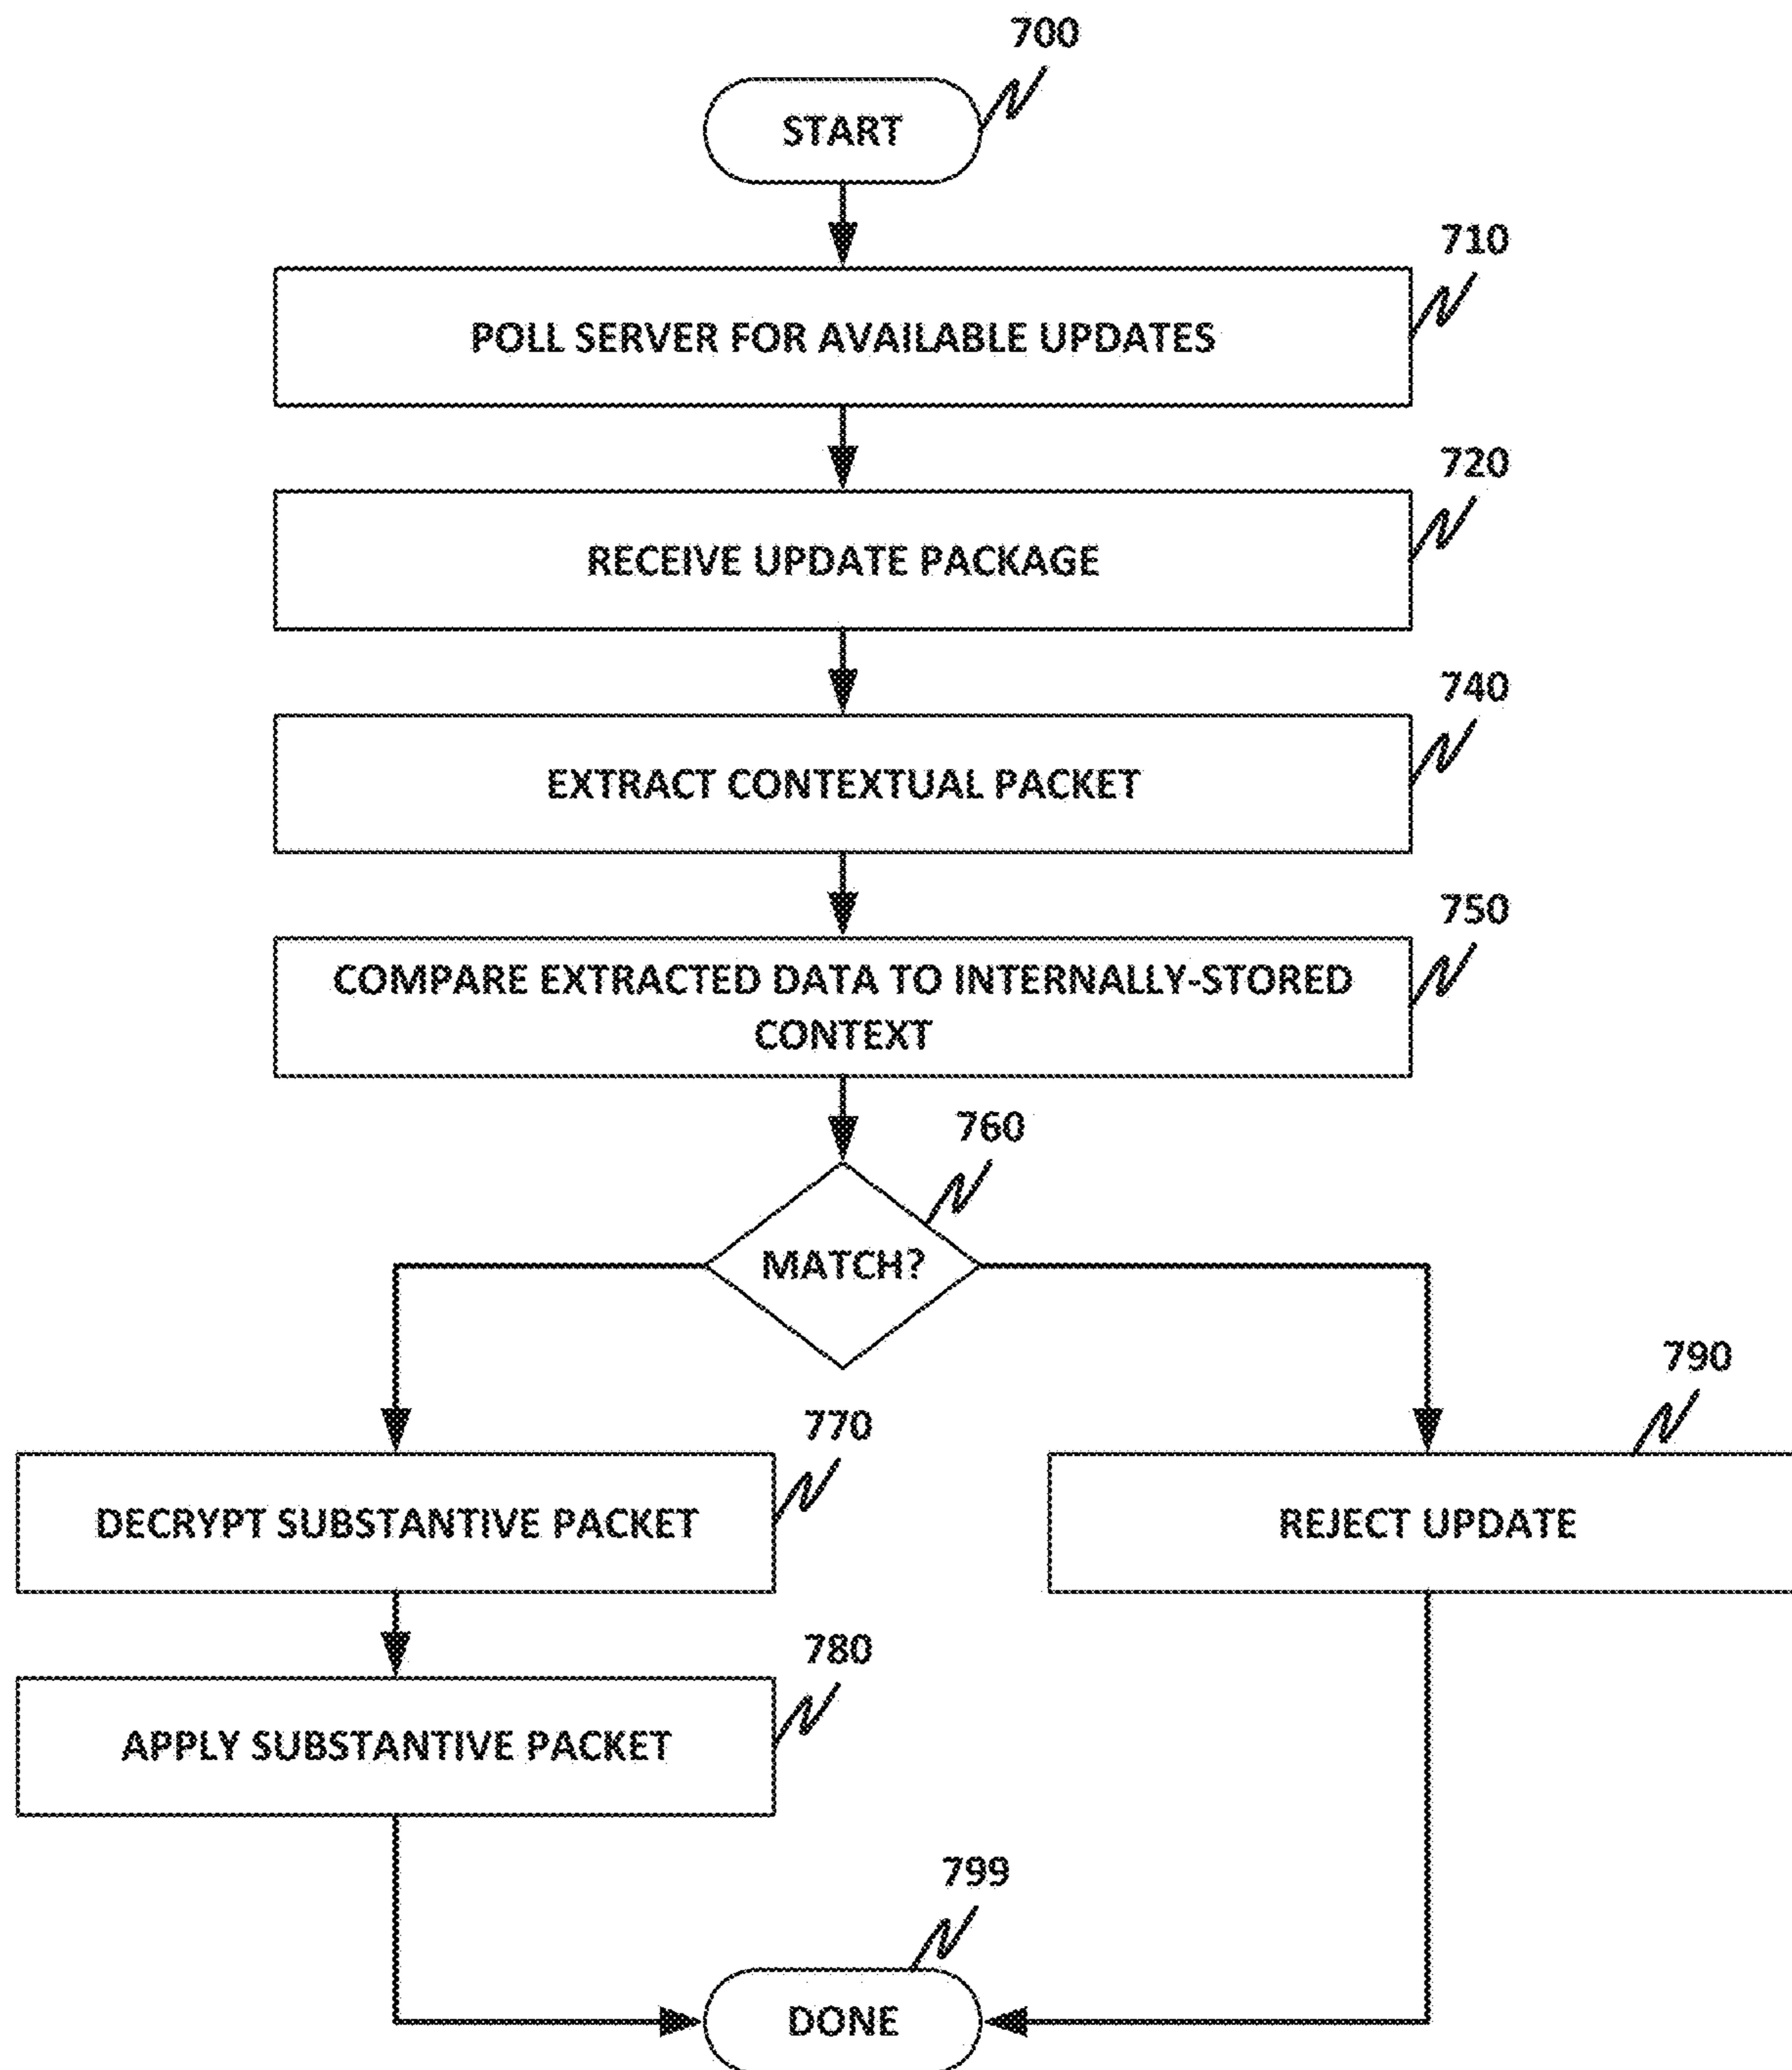 700
START
710
POLL SERVER FOR AVAILABLE UPDATES
720
RECEIVE UPDATE PACKAGE
740
EXTRACT CONTEXTUAL PACKET
750
COMPARE EXTRACTED DATA TO INTERNALLY-STORED
CONTEXT
760
MATCH?
770
DECRYPT SUBSTANTIVE PACKET
790
REJECT UPDATE
780
APPLY SUBSTANTIVE PACKET
799
DONE